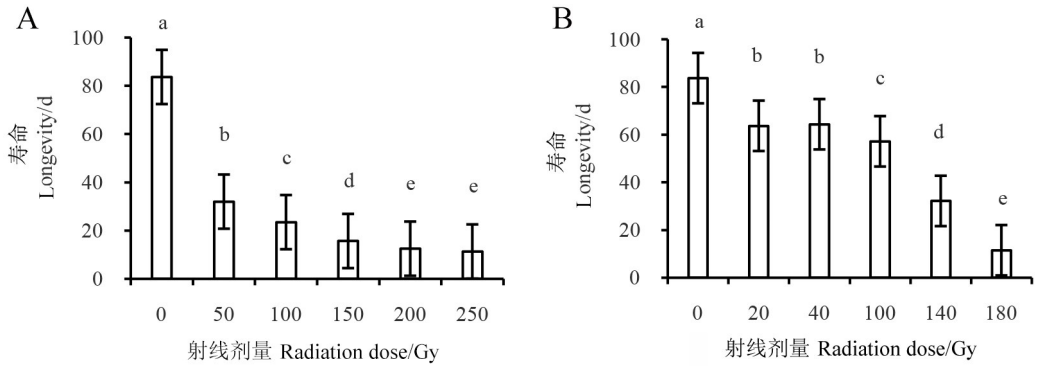 A
寿命
Longevity/d
100
80
60
40
20
0
a
b
c
d
e
e
0 50 100 150 200 250
射线剂量 Radiation dose/Gy
B
寿命
Longevity/d
100
80
60
40
20
0
a
b
b
c
d
e
0 20 40 100 140 180
射线剂量 Radiation dose/Gy